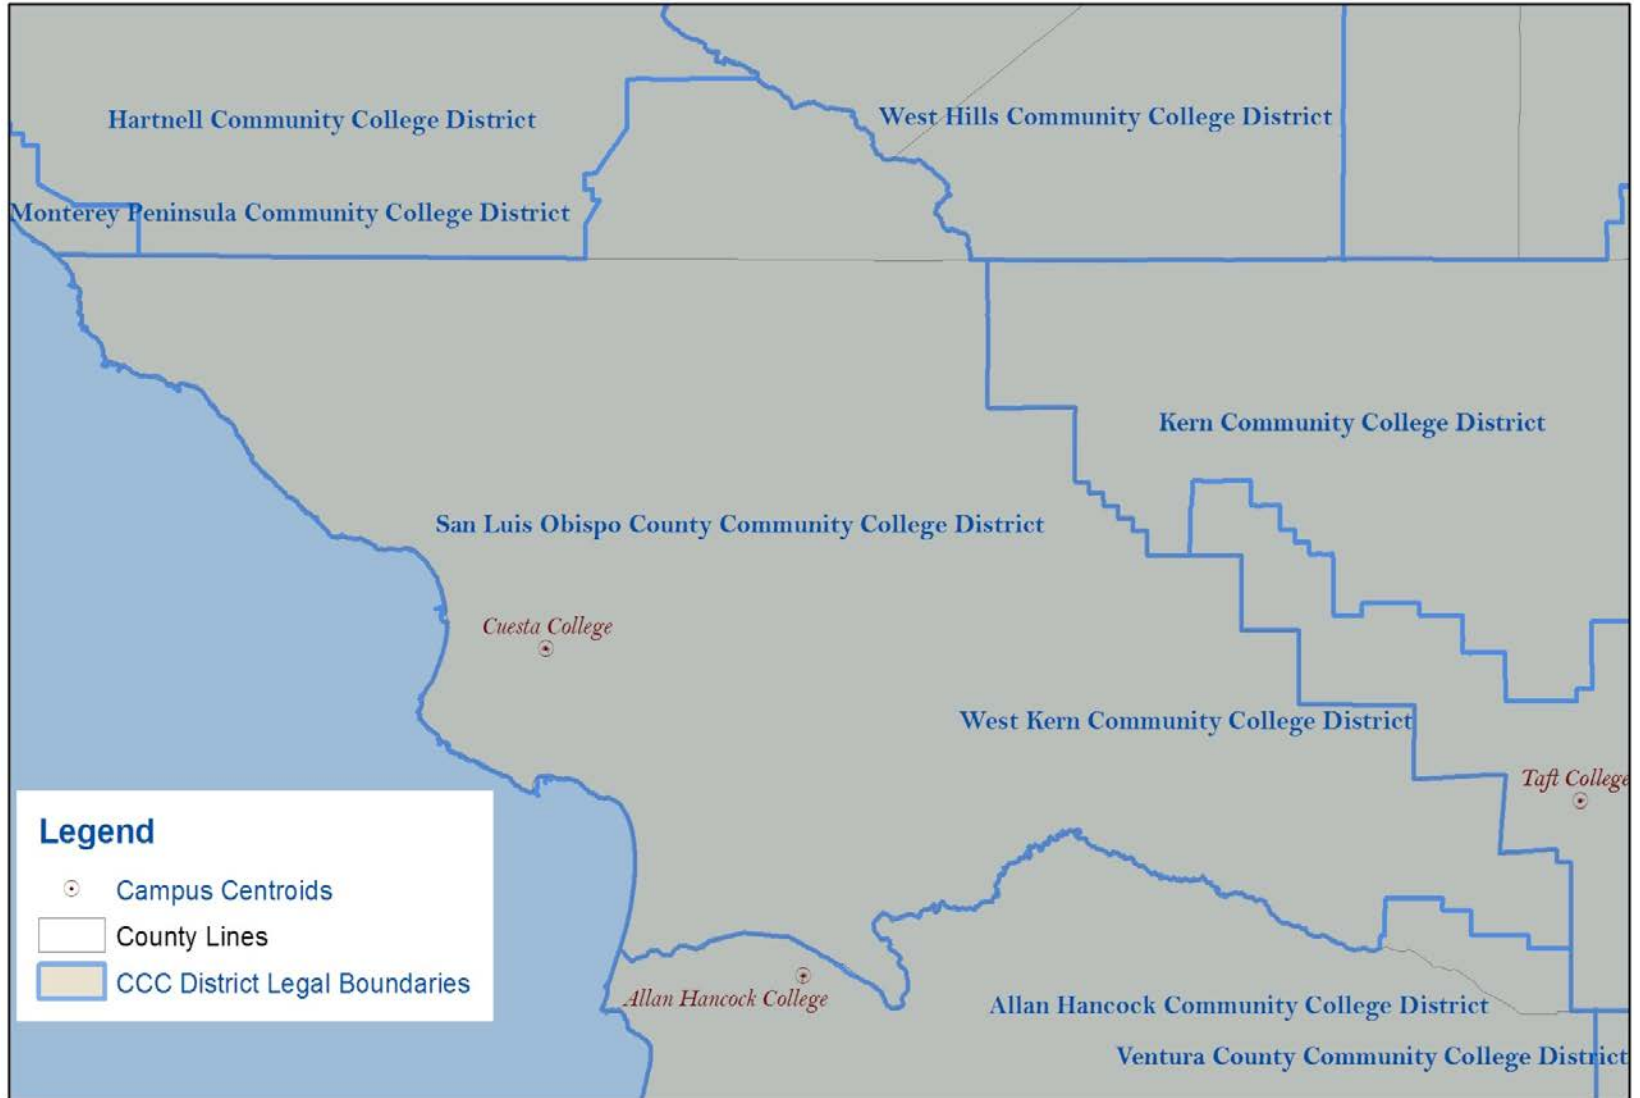 Hartnell Community College District
West Hills Community College District
Monterey Peninsula Community College District
Kern Community College District
San Luis Obispo County Community College District
Cuesta College
West Kern Community College District
Taft College
Legend
Campus Centroids
County Lines
CCC District Legal Boundaries
Allan Hancock College
Allan Hancock Community College District
Ventura County Community College District